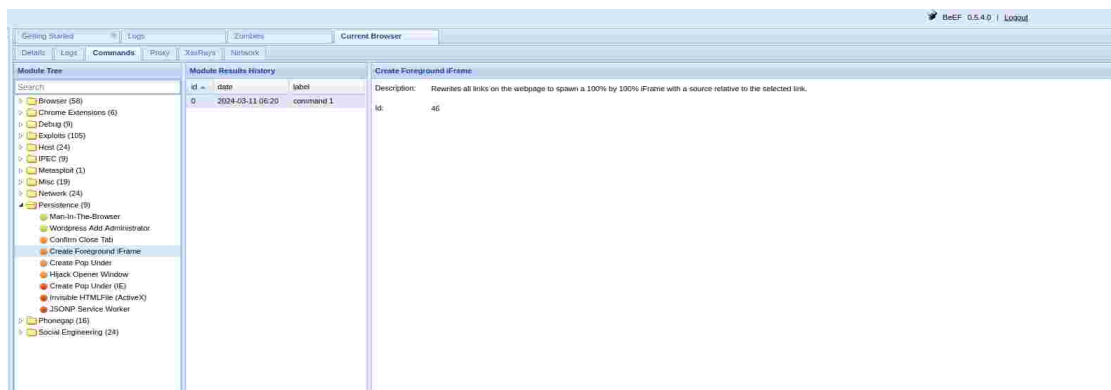 BeEF 0.5.4.0 | Logout
Getting Started Logs Zombies Current Browser
Details Logs Commands Proxy XssRays Network
Module Tree
Search
Browser (58)
Chrome Extensions (6)
Debug (9)
Exploits (105)
Host (24)
IPEC (9)
Metasploit (1)
Misc (19)
Network (24)
Persistence (9)
Man-In-The-Browser
Wordpress Add Administrator
Confirm Close Tab
Create Foreground iFrame
Create Pop Under
Hijack Opener Window
Create Pop Under (IE)
Invisible HTMLFile (ActiveX)
JSONP Service Worker
Phonegap (16)
Social Engineering (24)
Module Results History
id date label
0 2024-03-11 06:20 command 1
Create Foreground iFrame
Description: Rewrites all links on the webpage to spawn a 100% by 100% iFrame with a source relative to the selected link.
Id: 46